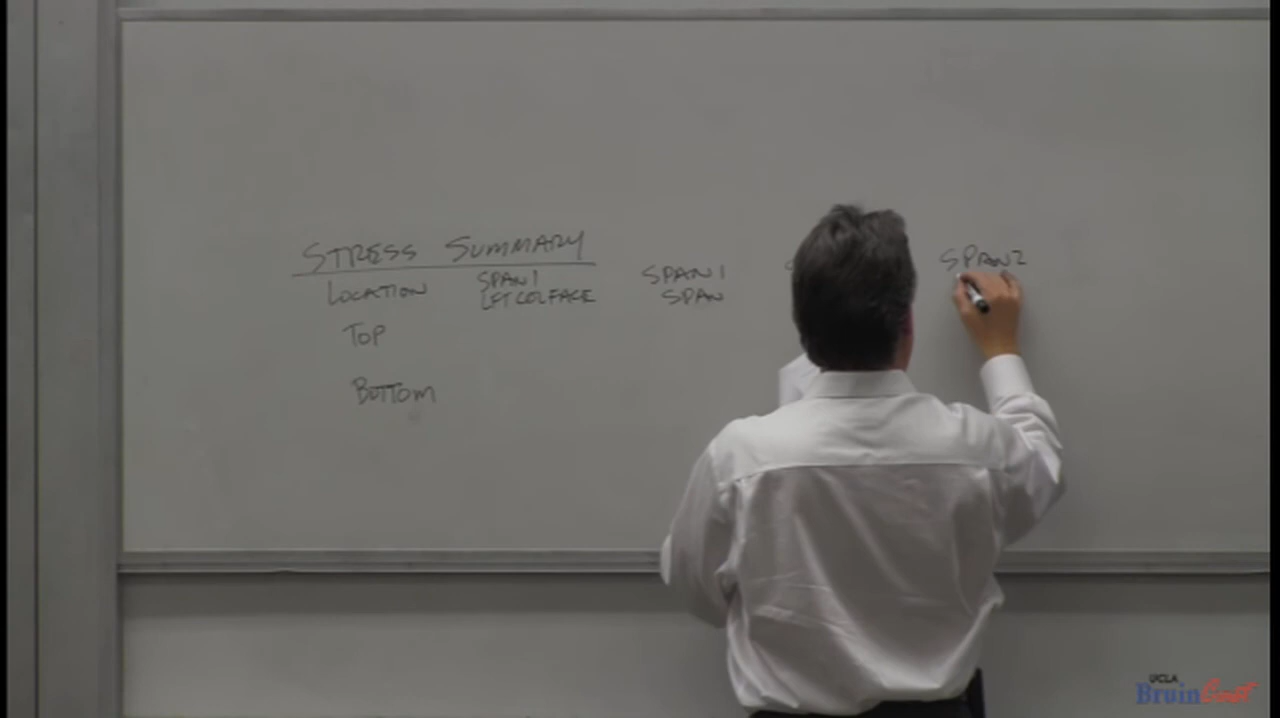 STRESS SUMMARY
LOCATION SPAN 1 LFT COL FACE SPAN 1 SPAN SPAN 2
TOP
BOTTOM
UCLA
BruinCast